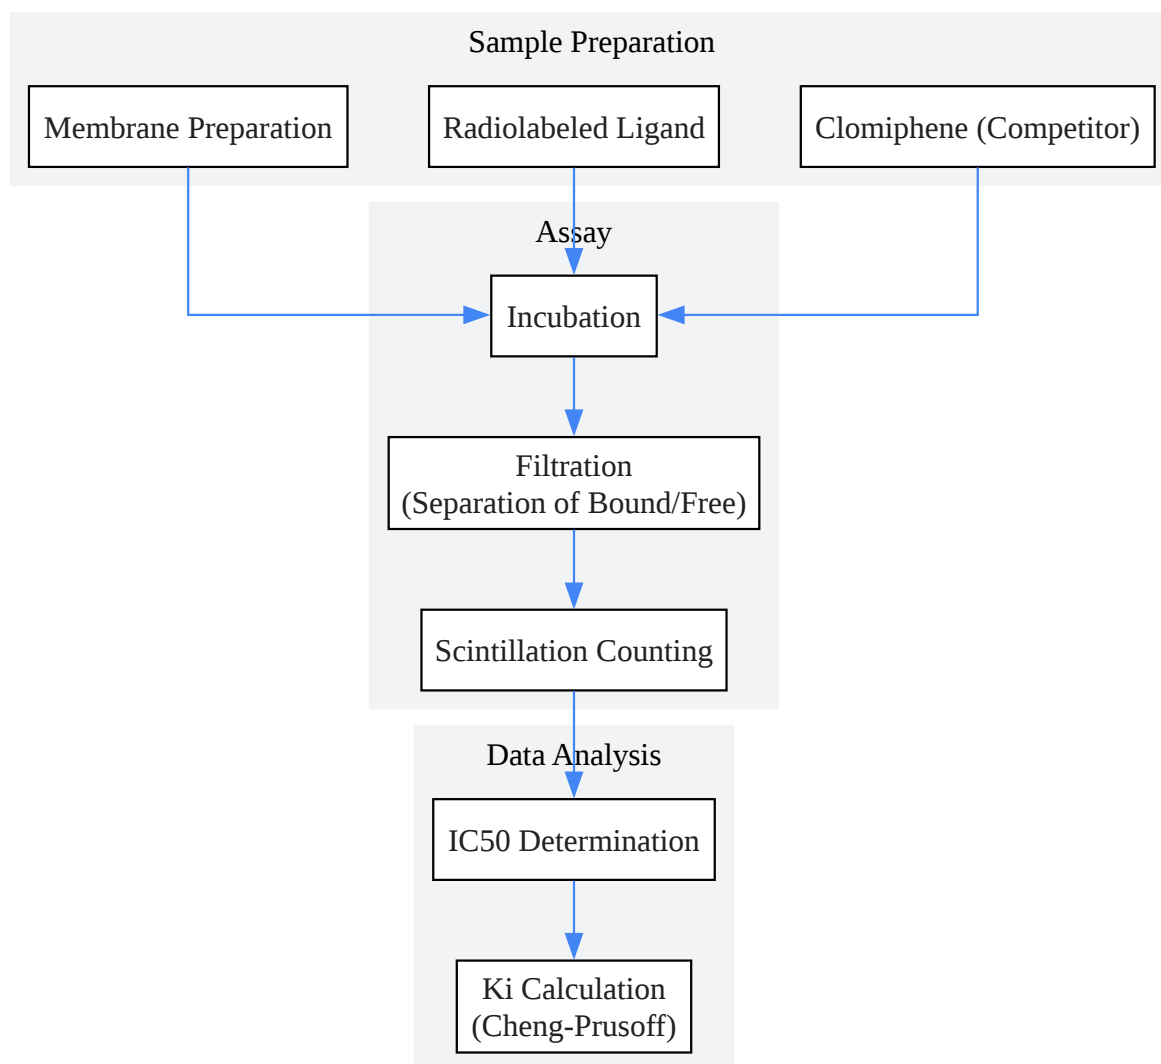 Sample Preparation
Membrane Preparation
Radiolabeled Ligand
Clomiphene (Competitor)
Assay
Incubation
Filtration
(Separation of Bound/Free)
Scintillation Counting
Data Analysis
IC50 Determination
Ki Calculation
(Cheng-Prusoff)